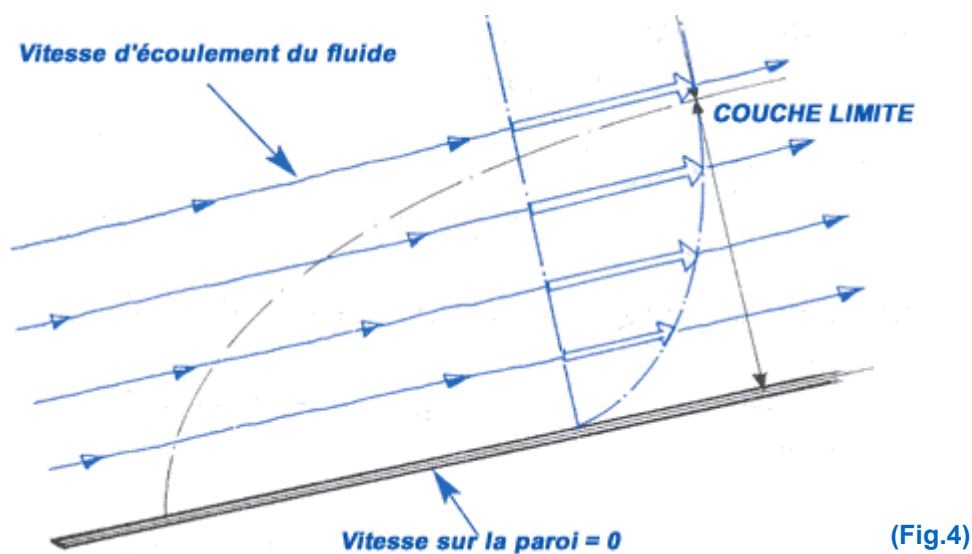 Vitesse d'écoulement du fluide
COUCHE LIMITE
Vitesse sur la paroi = 0
(Fig.4)